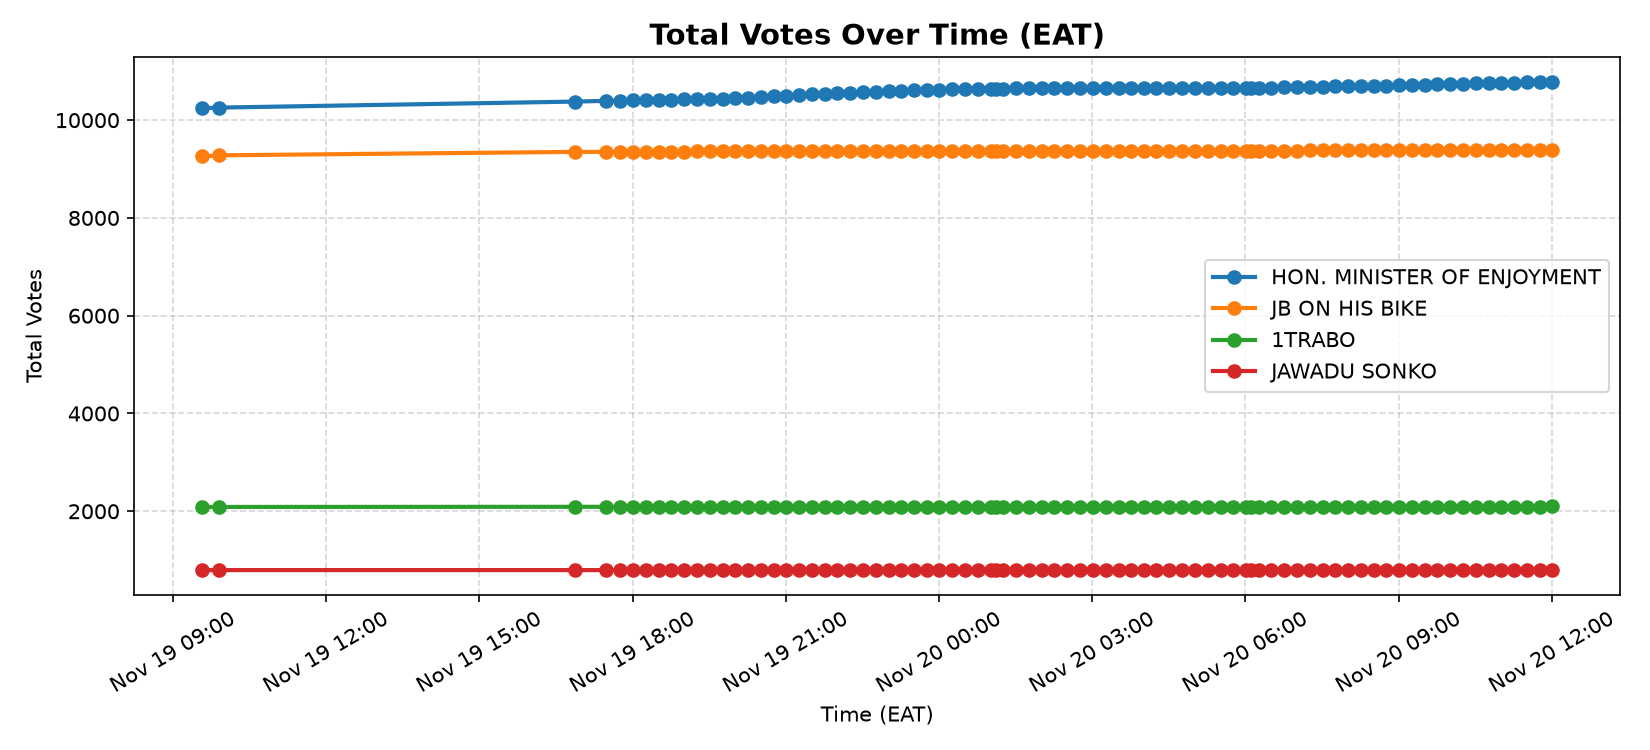 Total Votes Over Time (EAT)
Total Votes
10000
8000
6000
4000
2000
HON. MINISTER OF ENJOYMENT
JB ON HIS BIKE
1TRABO
JAWADU SONKO
Nov 19 09:00
Nov 19 12:00
Nov 19 15:00
Nov 19 18:00
Nov 19 21:00
Nov 20 00:00
Nov 20 03:00
Nov 20 06:00
Nov 20 09:00
Nov 20 12:00
Time (EAT)